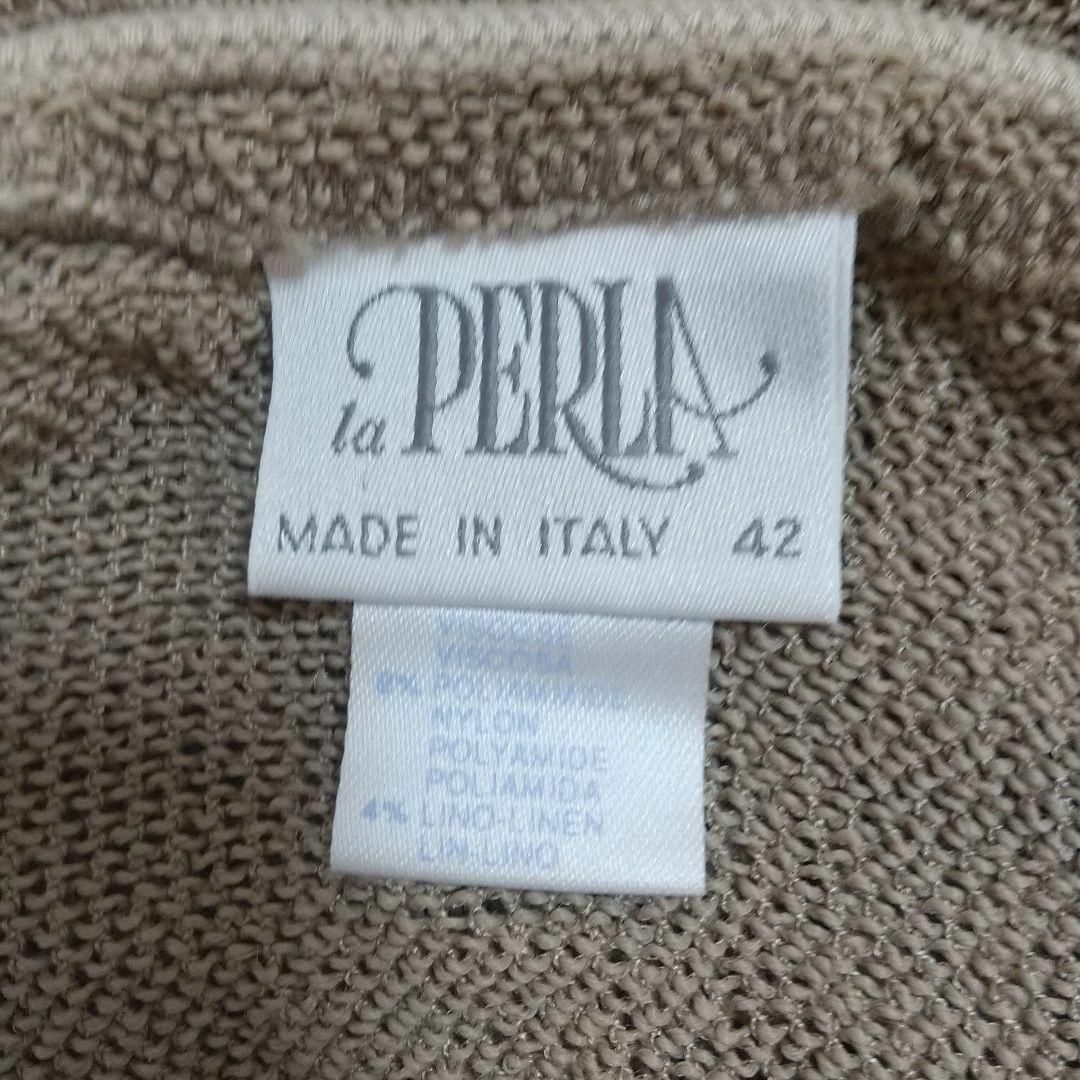 la PERLA
MADE IN ITALY 42
VISCOSA
NYLON
POLYAMIDE
POLIAMIDA
4% LINO-LINEN
LIN-LINO